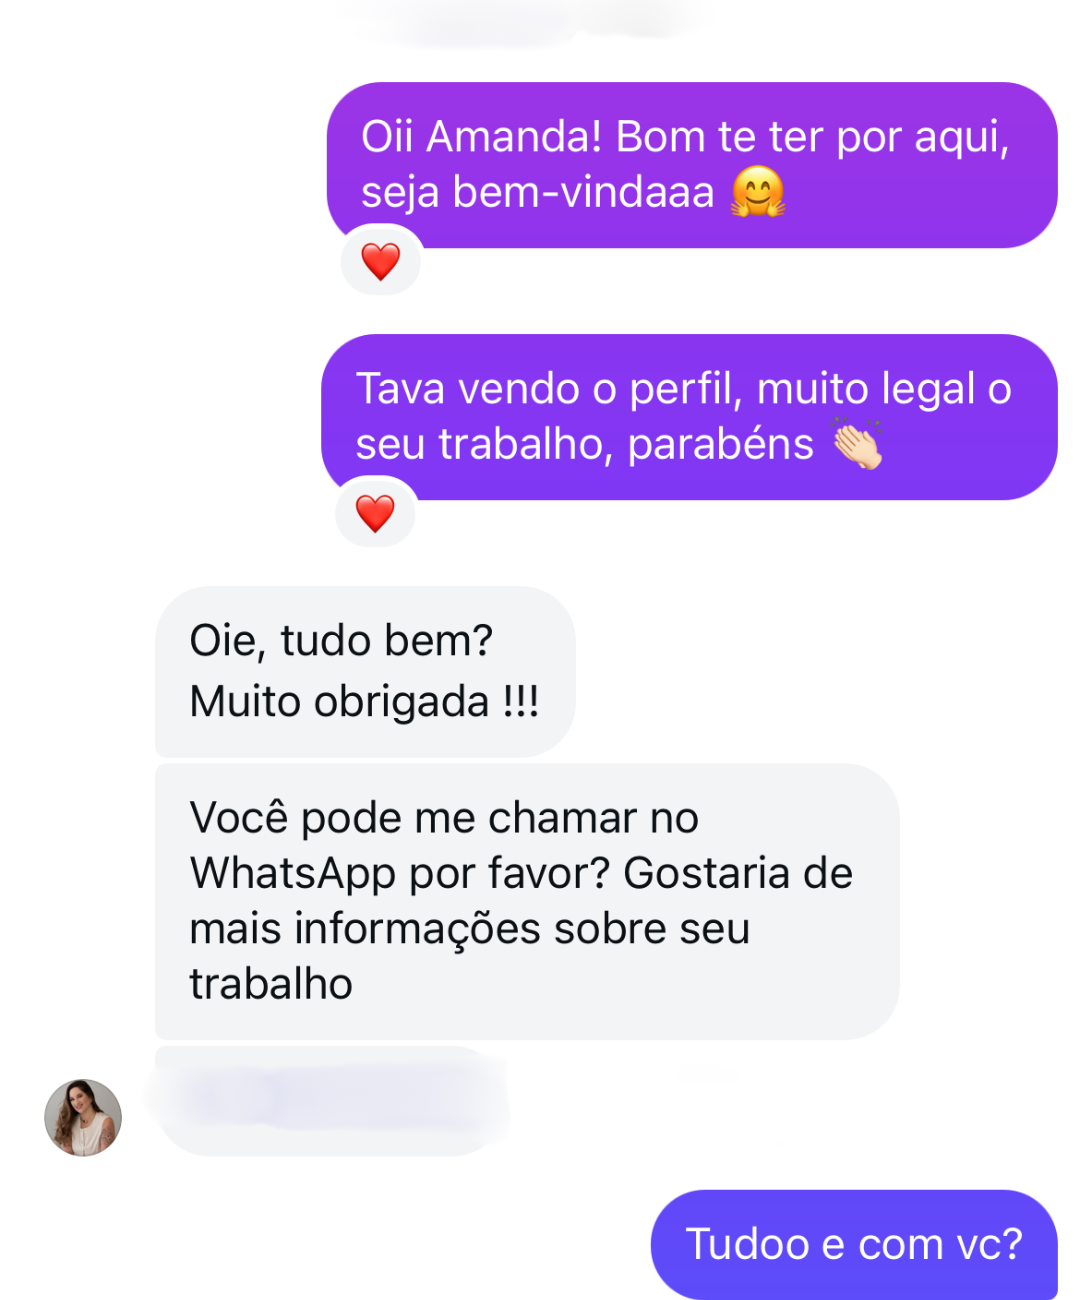 Oii Amanda! Bom te ter por aqui,
seja bem-vindaaa 🤗
Tava vendo o perfil, muito legal o
seu trabalho, parabéns 👏🏻
Oie, tudo bem?
Muito obrigada !!!
Você pode me chamar no
WhatsApp por favor? Gostaria de
mais informações sobre seu
trabalho
Tudoo e com vc?